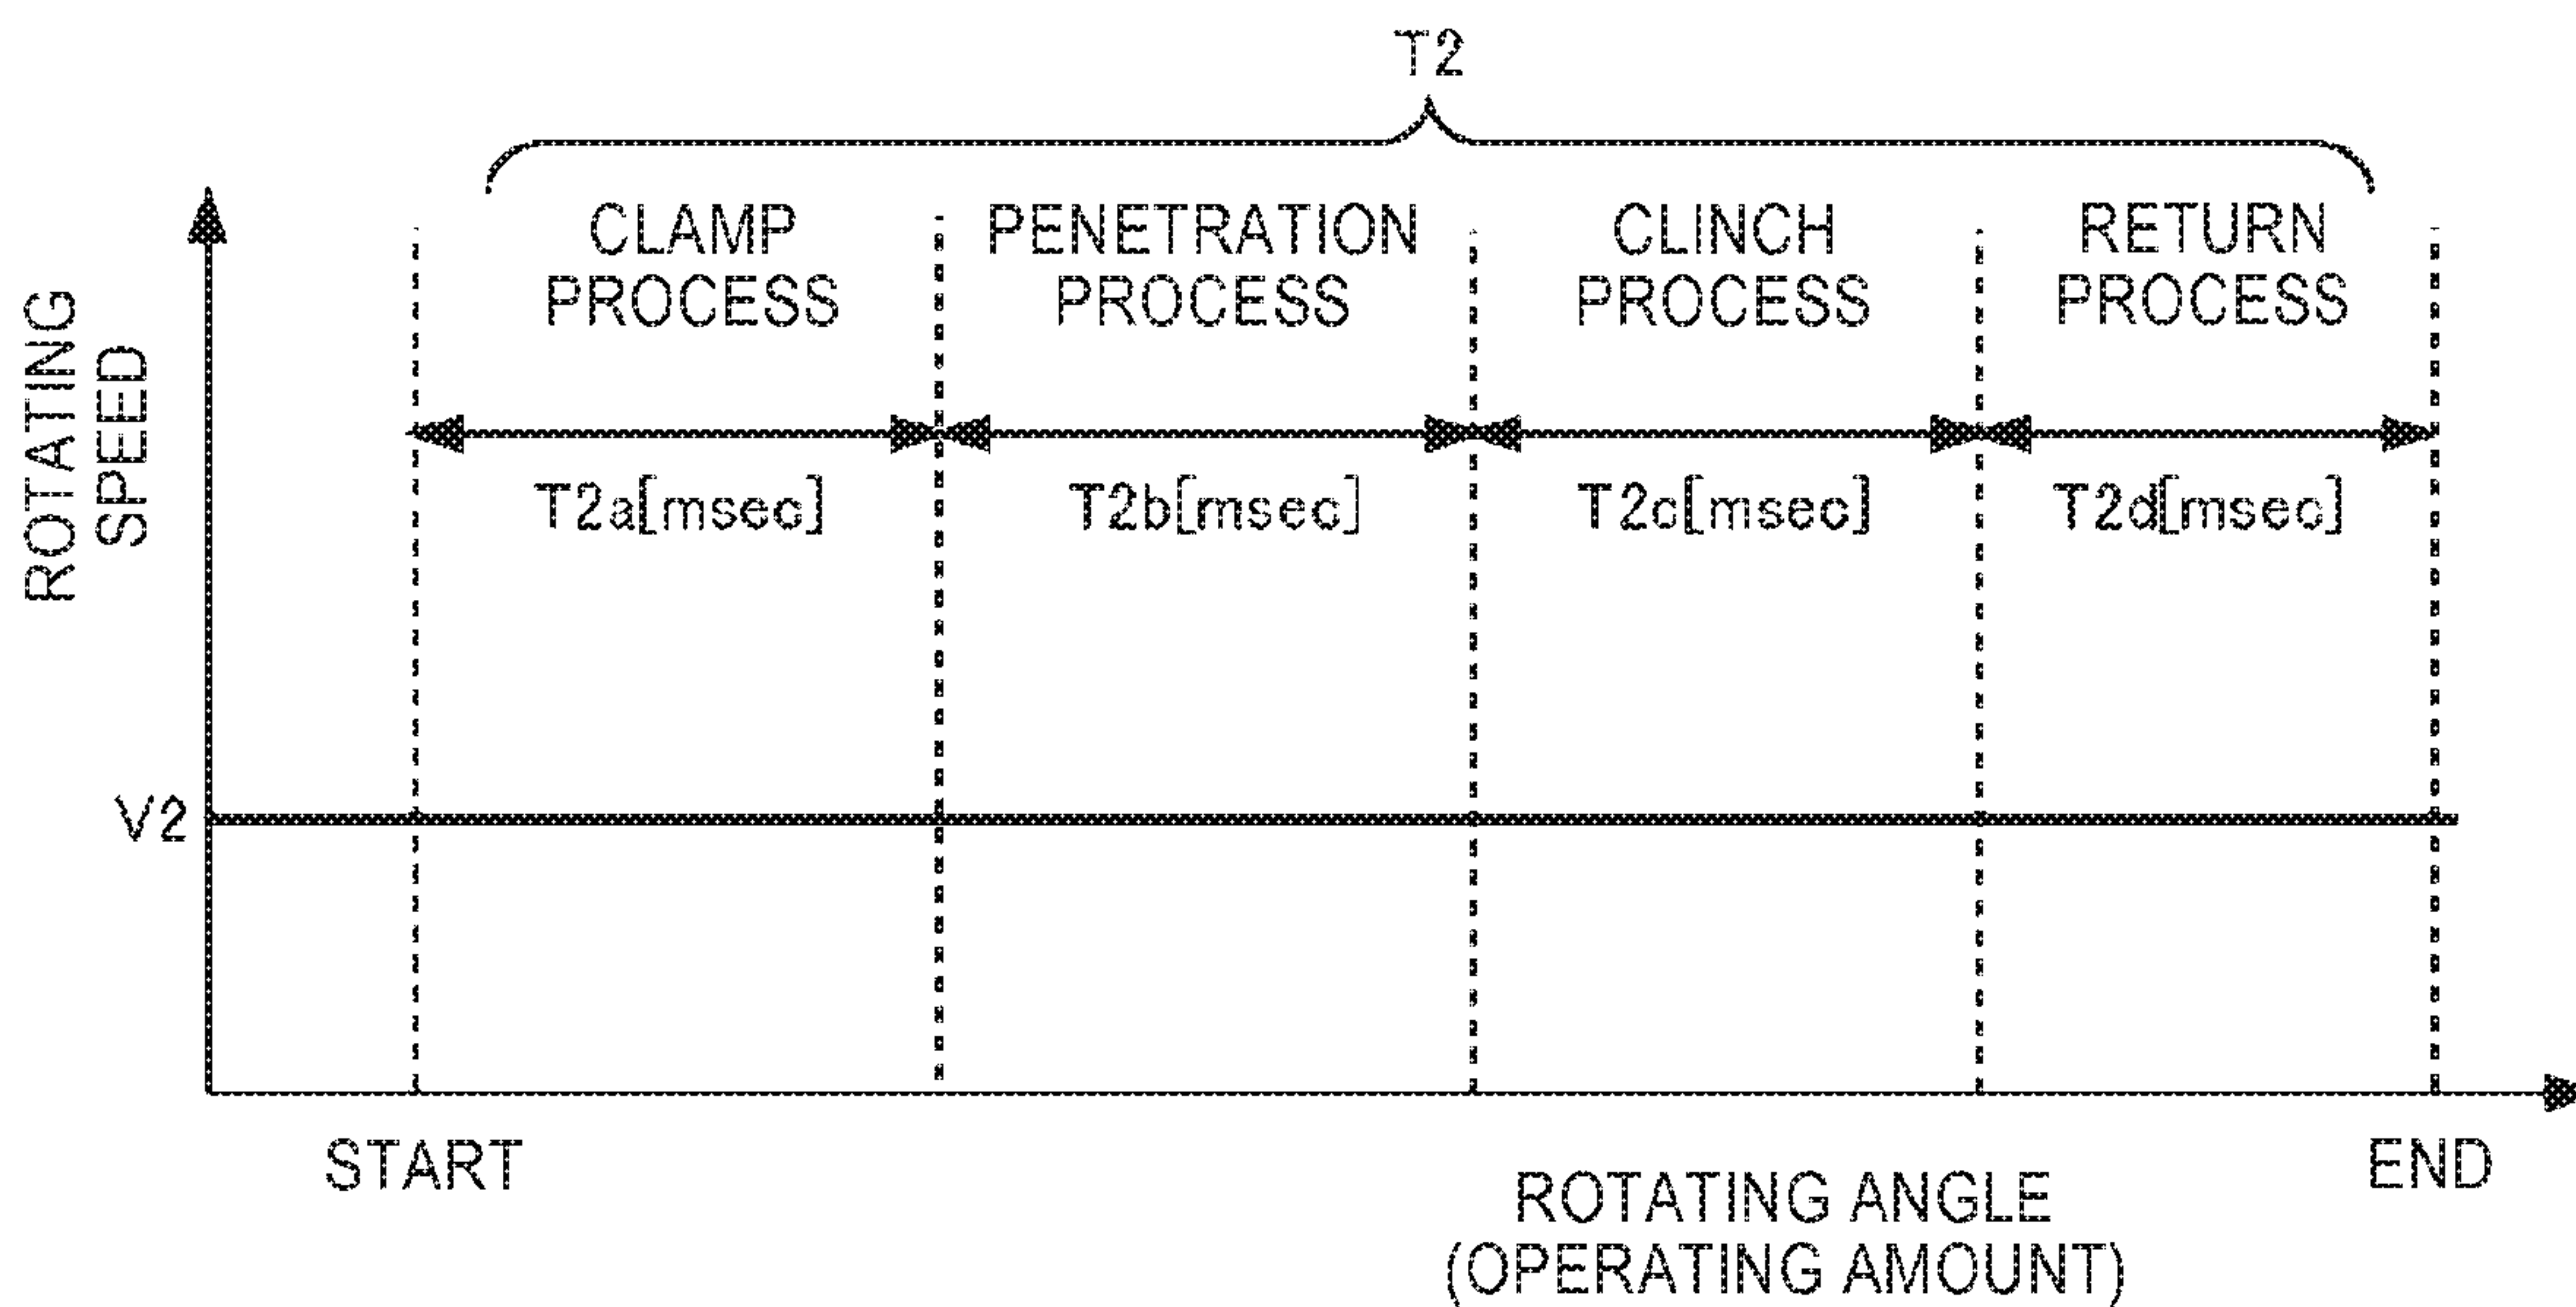 T2
CLAMP
PROCESS
PENETRATION
PROCESS
CLINCH
PROCESS
RETURN
PROCESS
ROTATING
SPEED
T2a[msec]
T2b[msec]
T2c[msec]
T2d[msec]
V2
START
END
ROTATING ANGLE
(OPERATING AMOUNT)